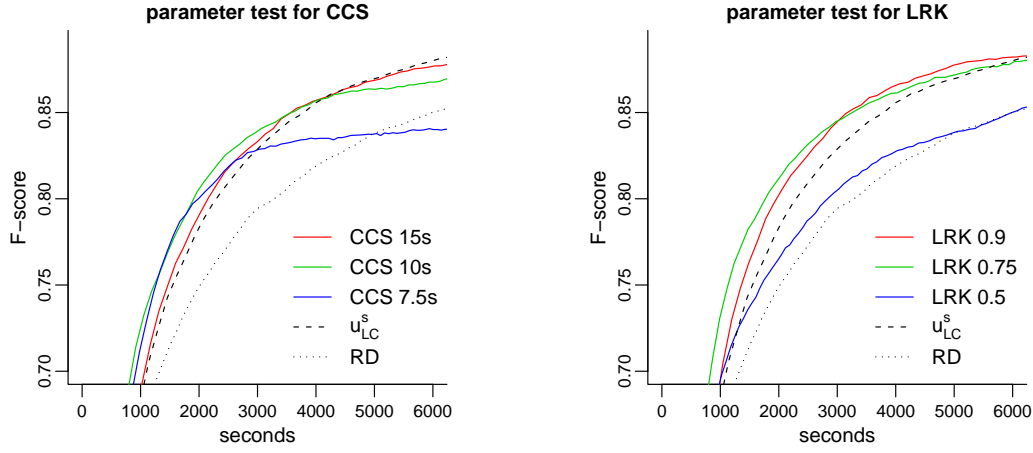 parameter test for CCS
F−score
0.70 0.75 0.80 0.85
CCS 15s
CCS 10s
CCS 7.5s
u^s_LC
RD
0 1000 2000 3000 4000 5000 6000
seconds
parameter test for LRK
F−score
0.70 0.75 0.80 0.85
LRK 0.9
LRK 0.75
LRK 0.5
u^s_LC
RD
0 1000 2000 3000 4000 5000 6000
seconds